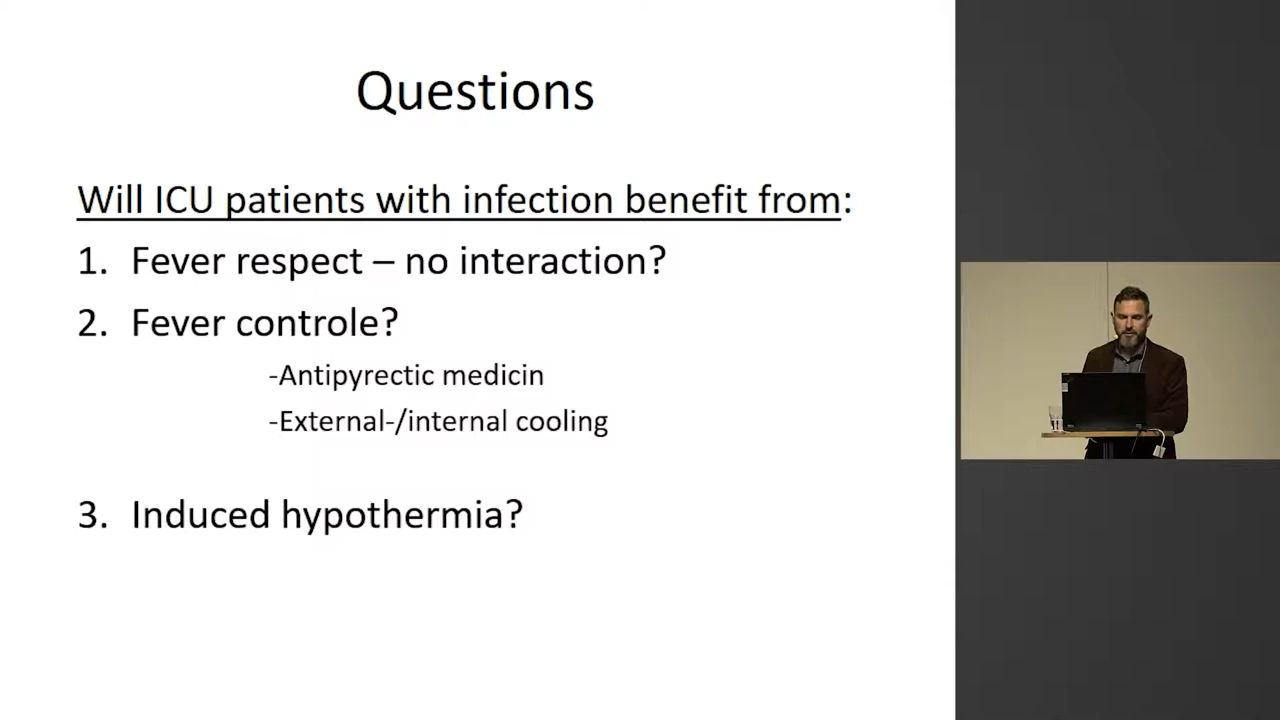 Questions
Will ICU patients with infection benefit from:
1. Fever respect – no interaction?
2. Fever controle?
-Antipyrectic medicin
-External-/internal cooling
3. Induced hypothermia?